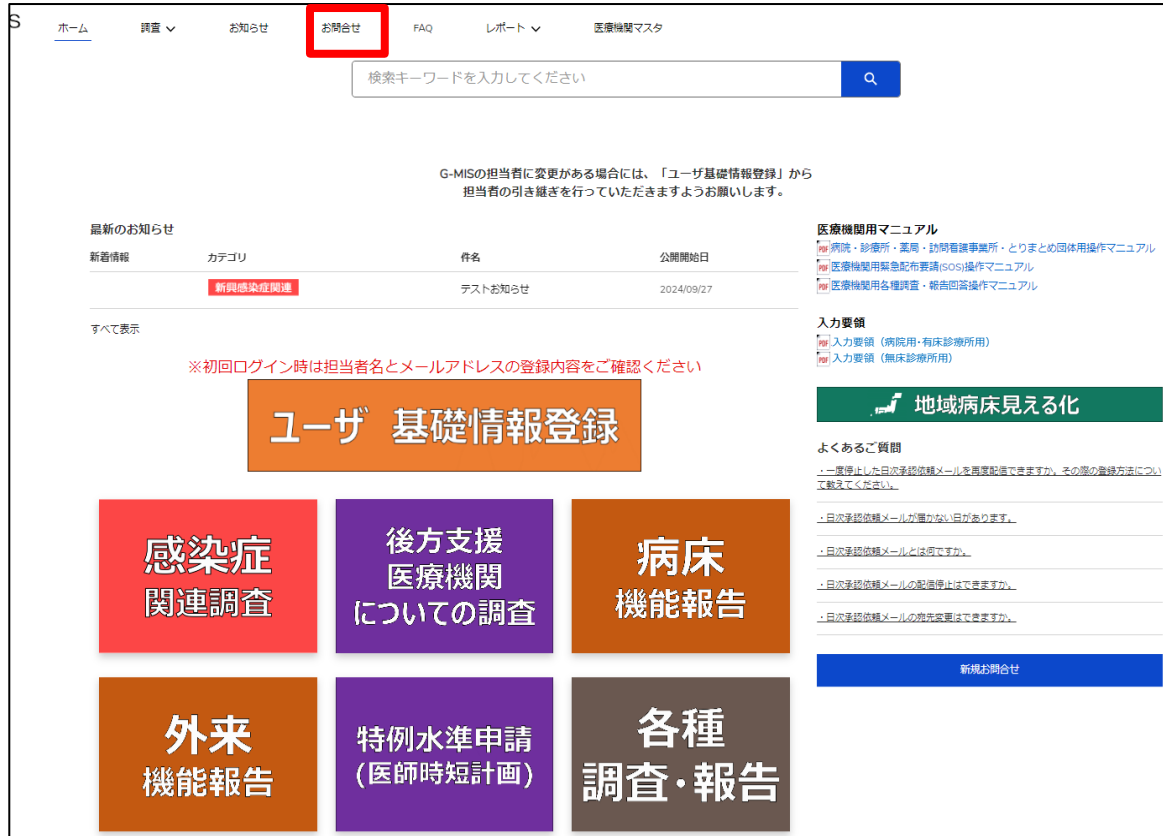 S
ホーム 調査 お知らせ お問合せ FAQ レポート 医療機関マスタ
検索キーワードを入力してください
G-MISの担当者に変更がある場合には、「ユーザ基礎情報登録」から
担当者の引き継ぎを行っていただきますようお願いします。
最新のお知らせ
新着情報 カテゴリ 件名 公開開始日
新興感染症関連 テストお知らせ 2024/09/27
すべて表示
※初回ログイン時は担当者名とメールアドレスの登録内容をご確認ください
ユーザ 基礎情報登録
感染症
関連調査
後方支援
医療機関
についての調査
病床
機能報告
外来
機能報告
特例水準申請
(医師時短計画)
各種
調査・報告
医療機関用マニュアル
PDF 病院・診療所・薬局・訪問看護事業所・とりまとめ団体用操作マニュアル
PDF 医療機関用緊急配布要請(SOS)操作マニュアル
PDF 医療機関用各種調査・報告回答操作マニュアル
入力要領
PDF 入力要領（病院用・有床診療所用）
PDF 入力要領（無床診療所用）
地域病床見える化
よくあるご質問
・一度停止した日次承認依頼メールを再度配信できますか。その際の登録方法につい
て教えてください。
・日次承認依頼メールが届かない日があります。
・日次承認依頼メールとは何ですか。
・日次承認依頼メールの配信停止はできますか。
・日次承認依頼メールの宛先変更はできますか。
新規お問合せ